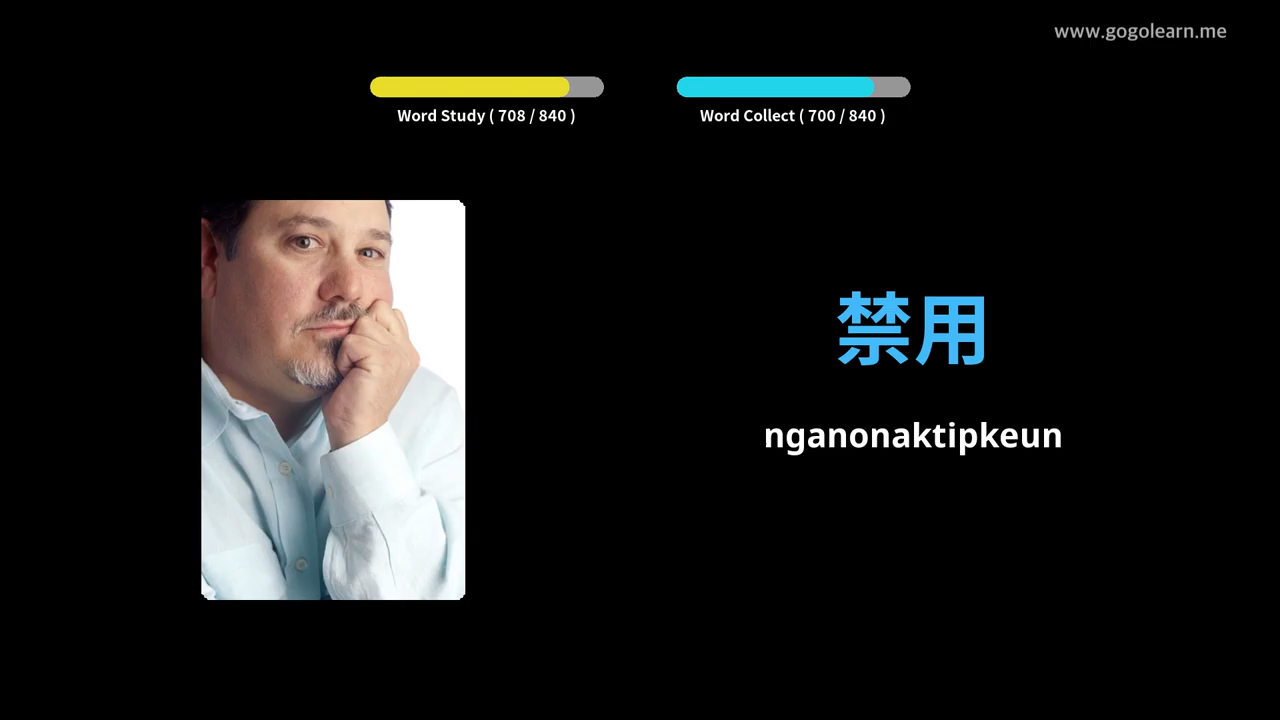 www.gogolearn.me
Word Study ( 708 / 840 )
Word Collect ( 700 / 840 )
禁用
nganonaktipkeun